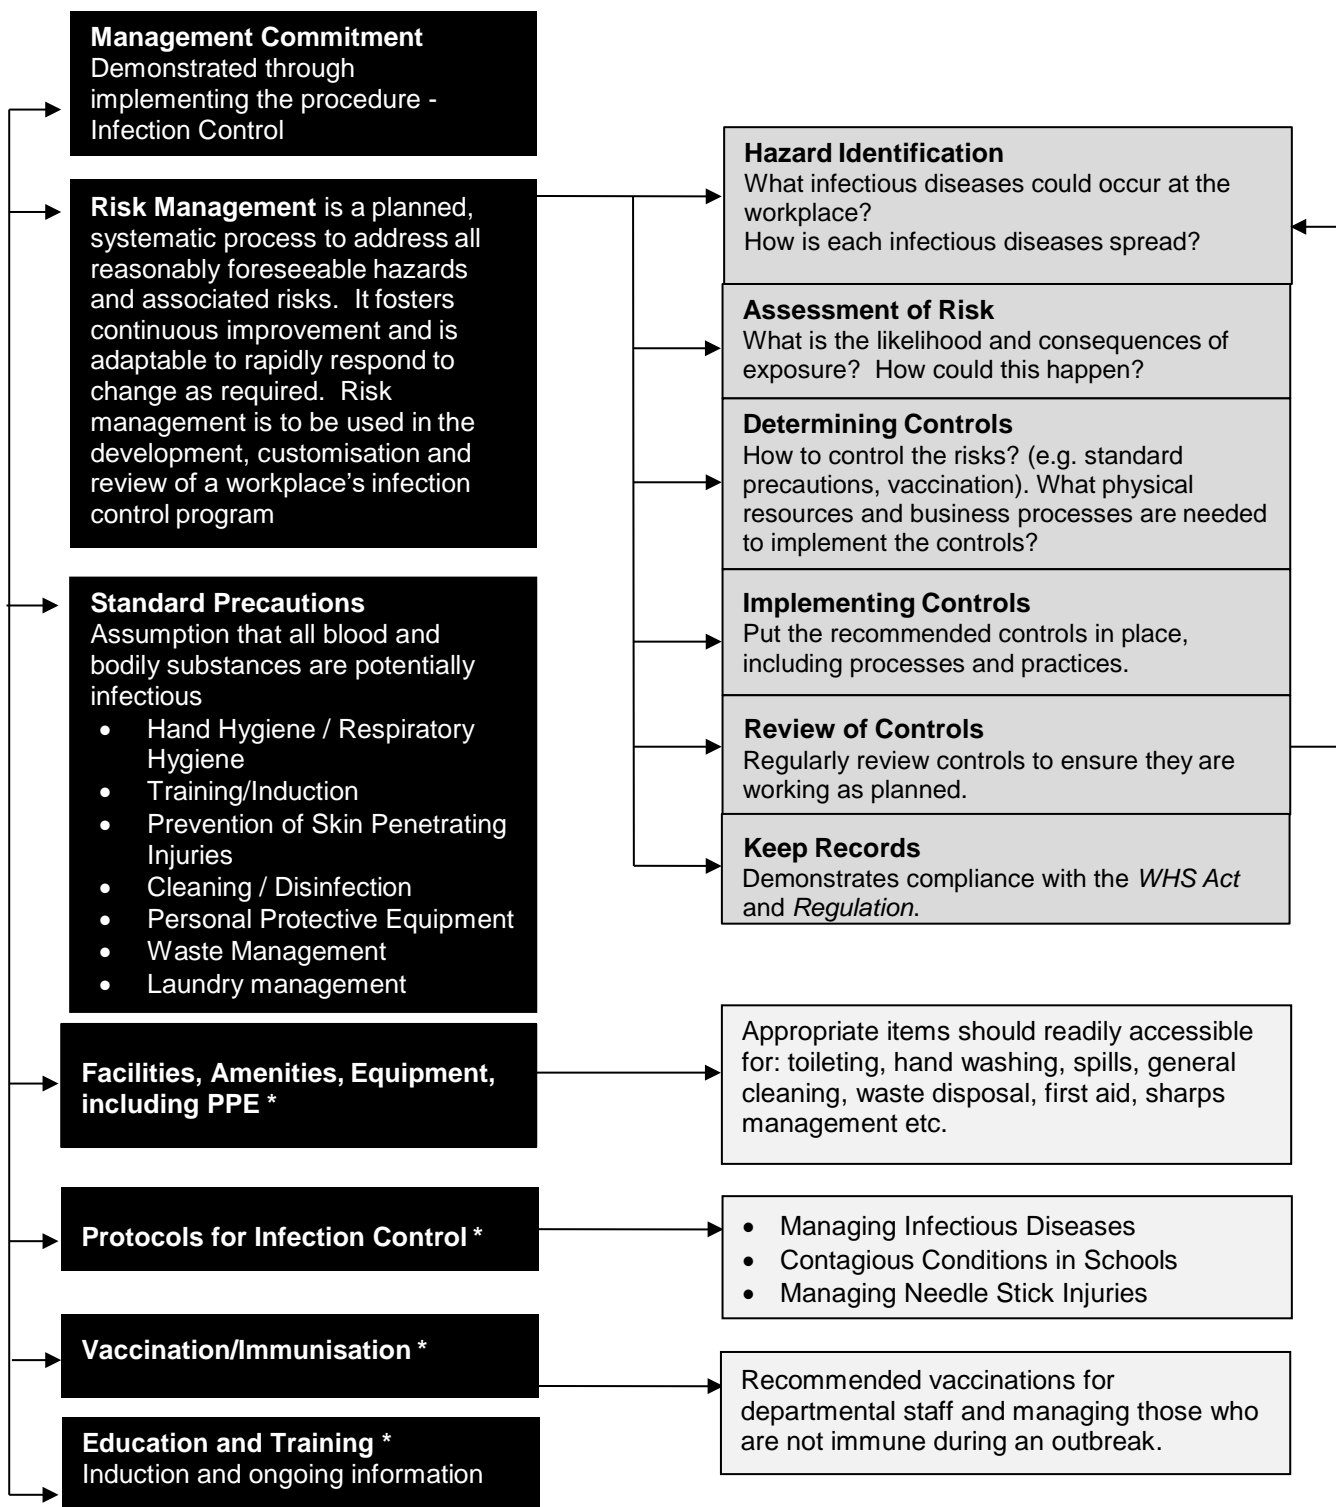 Management Commitment
Demonstrated through
implementing the procedure -
Infection Control
Risk Management is a planned,
systematic process to address all
reasonably foreseeable hazards
and associated risks.  It fosters
continuous improvement and is
adaptable to rapidly respond to
change as required.  Risk
management is to be used in the
development, customisation and
review of a workplace’s infection
control program
Hazard Identification
What infectious diseases could occur at the
workplace?
How is each infectious diseases spread?
Assessment of Risk
What is the likelihood and consequences of
exposure?  How could this happen?
Determining Controls
How to control the risks? (e.g. standard
precautions, vaccination). What physical
resources and business processes are needed
to implement the controls?
Implementing Controls
Put the recommended controls in place,
including processes and practices.
Review of Controls
Regularly review controls to ensure they are
working as planned.
Keep Records
Demonstrates compliance with the WHS Act
and Regulation.
Standard Precautions
Assumption that all blood and
bodily substances are potentially
infectious
• Hand Hygiene / Respiratory
Hygiene
• Training/Induction
• Prevention of Skin Penetrating
Injuries
• Cleaning / Disinfection
• Personal Protective Equipment
• Waste Management
• Laundry management
Facilities, Amenities, Equipment,
including PPE *
Appropriate items should readily accessible
for: toileting, hand washing, spills, general
cleaning, waste disposal, first aid, sharps
management etc.
Protocols for Infection Control *
• Managing Infectious Diseases
• Contagious Conditions in Schools
• Managing Needle Stick Injuries
Vaccination/Immunisation *
Recommended vaccinations for
departmental staff and managing those who
are not immune during an outbreak.
Education and Training *
Induction and ongoing information